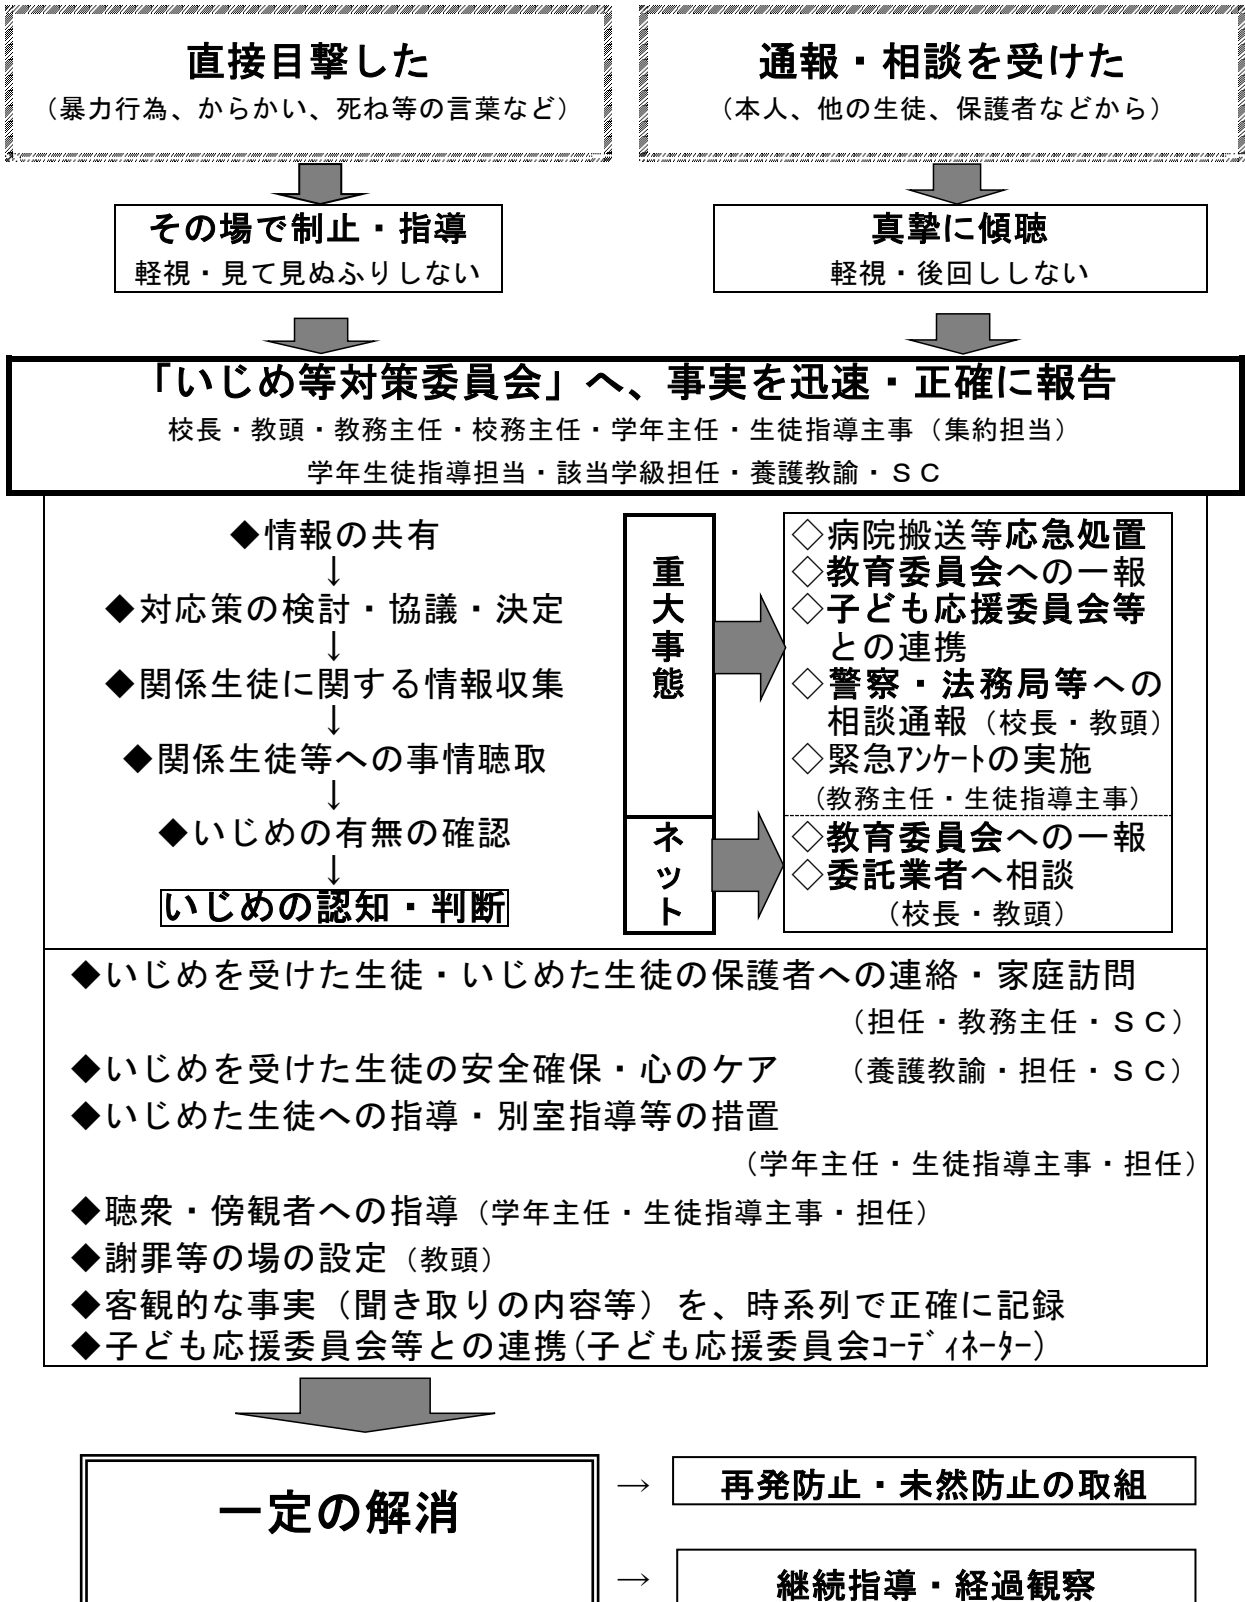 直接目撃した
（暴力行為、からかい、死ね等の言葉など）
通報・相談を受けた
（本人、他の生徒、保護者などから）
その場で制止・指導
軽視・見て見ぬふりしない
真摯に傾聴
軽視・後回ししない
「いじめ等対策委員会」へ、事実を迅速・正確に報告
校長・教頭・教務主任・校務主任・学年主任・生徒指導主事（集約担当）
学年生徒指導担当・該当学級担任・養護教諭・ＳＣ
◆情報の共有
↓
◆対応策の検討・協議・決定
↓
◆関係生徒に関する情報収集
↓
◆関係生徒等への事情聴取
↓
◆いじめの有無の確認
↓
いじめの認知・判断
重大事態
◇病院搬送等応急処置
◇教育委員会への一報
◇子ども応援委員会等
との連携
◇警察・法務局等への
相談通報（校長・教頭）
◇緊急ｱﾝｹｰﾄの実施
（教務主任・生徒指導主事）
ネット
◇教育委員会への一報
◇委託業者へ相談
（校長・教頭）
◆いじめを受けた生徒・いじめた生徒の保護者への連絡・家庭訪問
（担任・教務主任・ＳＣ）
◆いじめを受けた生徒の安全確保・心のケア　（養護教諭・担任・ＳＣ）
◆いじめた生徒への指導・別室指導等の措置
（学年主任・生徒指導主事・担任）
◆聴衆・傍観者への指導（学年主任・生徒指導主事・担任）
◆謝罪等の場の設定（教頭）
◆客観的な事実（聞き取りの内容等）を、時系列で正確に記録
◆子ども応援委員会等との連携(子ども応援委員会ｺｰﾃﾞｨﾈｰﾀｰ)
一定の解消
→ 再発防止・未然防止の取組
→ 継続指導・経過観察